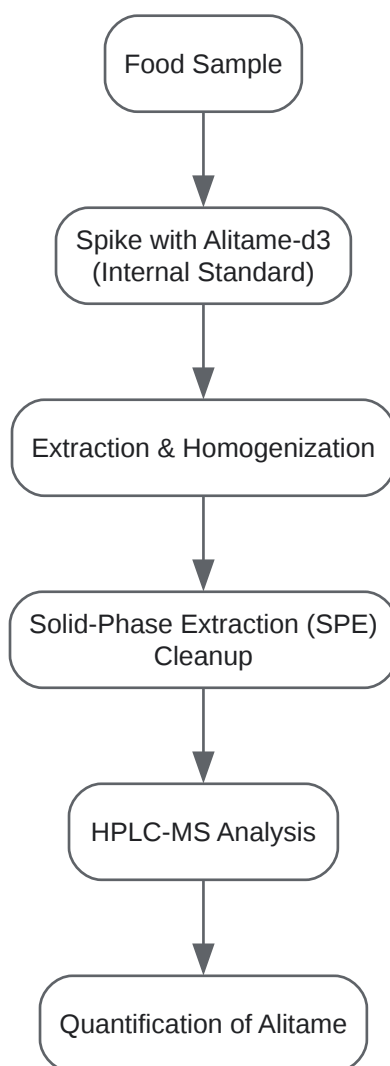 Food Sample
Spike with Alitame-d3
(Internal Standard)
Extraction & Homogenization
Solid-Phase Extraction (SPE)
Cleanup
HPLC-MS Analysis
Quantification of Alitame